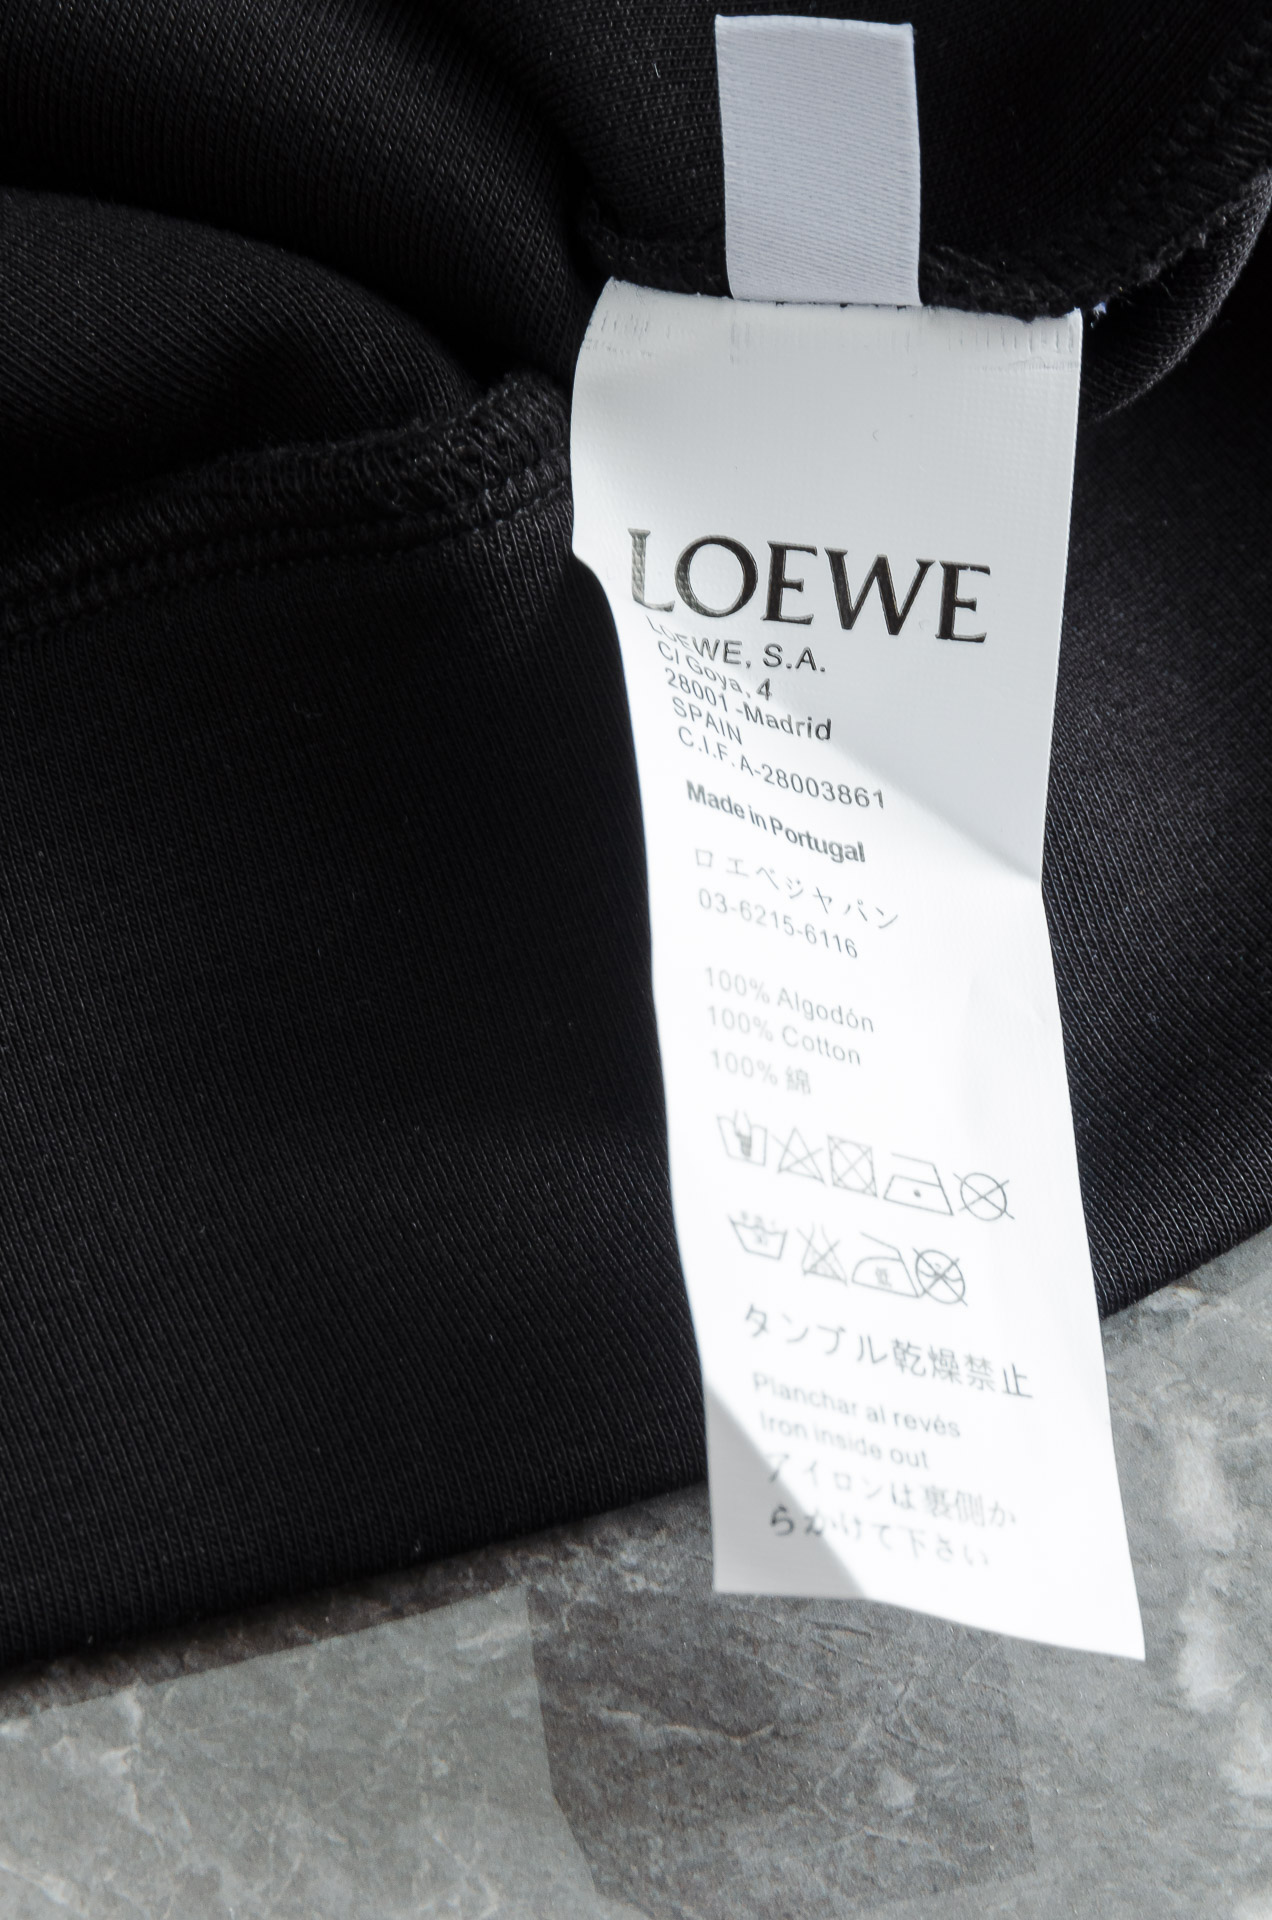 LOEWE
LOEWE, S.A.
C/ Goya, 4
28001 -Madrid
SPAIN
C.I.F. A-28003861
Made in Portugal
ロエベジャパン
03-6215-6116
100% Algodón
100% Cotton
100% 綿
タンブル乾燥禁止
Planchar al revés
Iron inside out
アイロンは裏側か
らかけて下さい